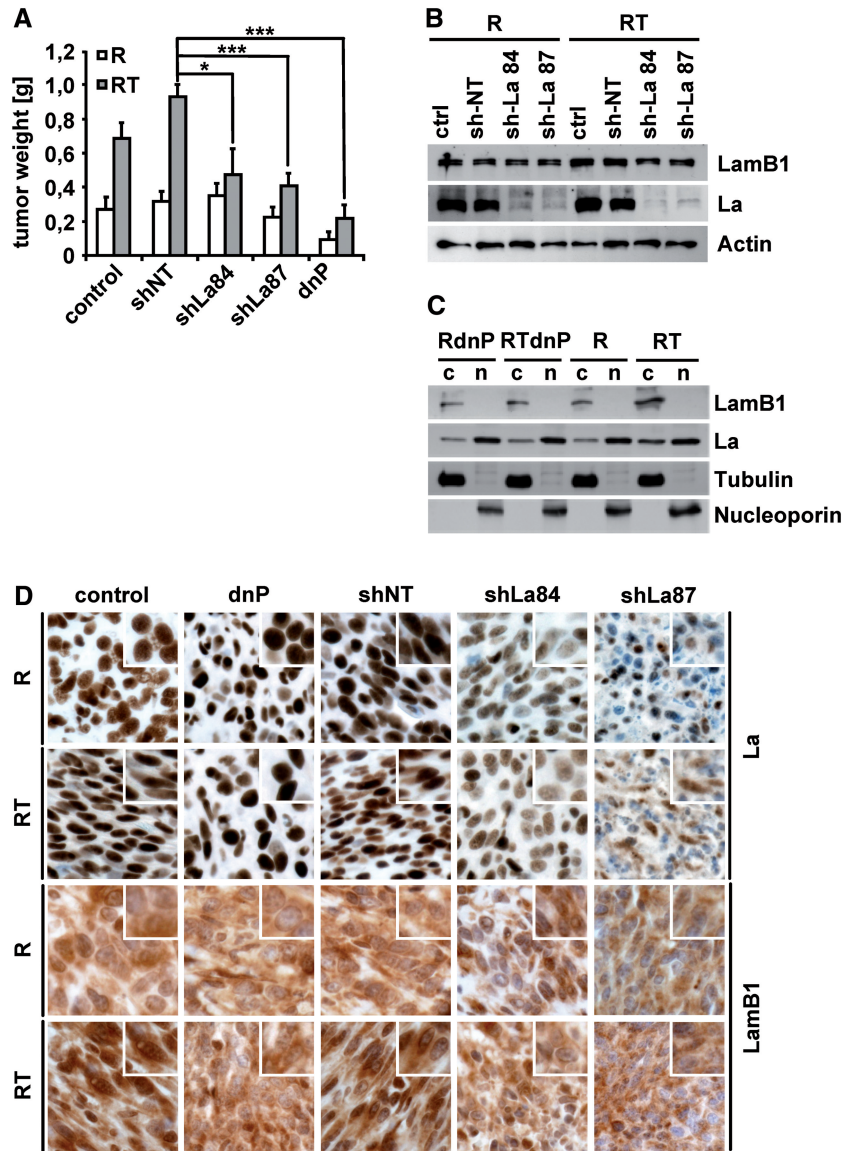 A
tumor weight [g]
1,2
1,0
0,8
0,6
0,4
0,2
0
R
RT
***
***
*
control
shNT
shLa84
shLa87
dnP
B
R RT
ctrl sh-NT sh-La 84 sh-La 87 ctrl sh-NT sh-La 84 sh-La 87
LamB1
La
Actin
C
RdnP RTdnP R RT
c n c n c n c n
LamB1
La
Tubulin
Nucleoporin
D
control dnP shNT shLa84 shLa87
R
RT
La
R
RT
LamB1